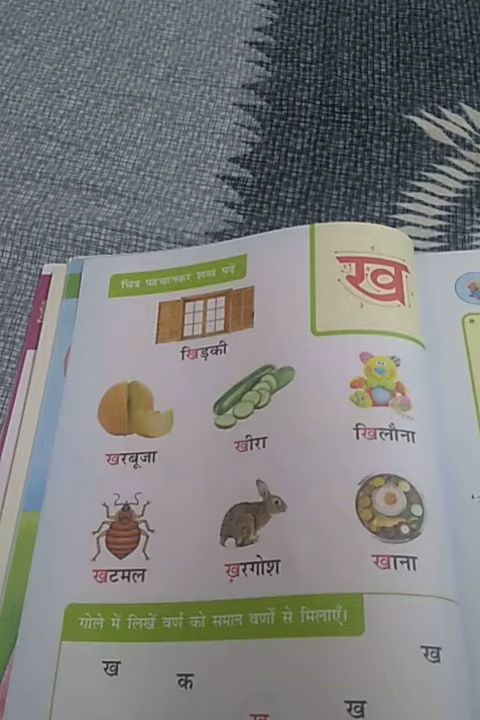 चित्र पहचानकर शब्द पढ़ें
ख
खिड़की
खरबूजा
खीरा
खिलौना
खटमल
ख़रगोश
खाना
गोले में लिखें वर्ण को समान वर्णों से मिलाएँ।
ख
क
ख
ख